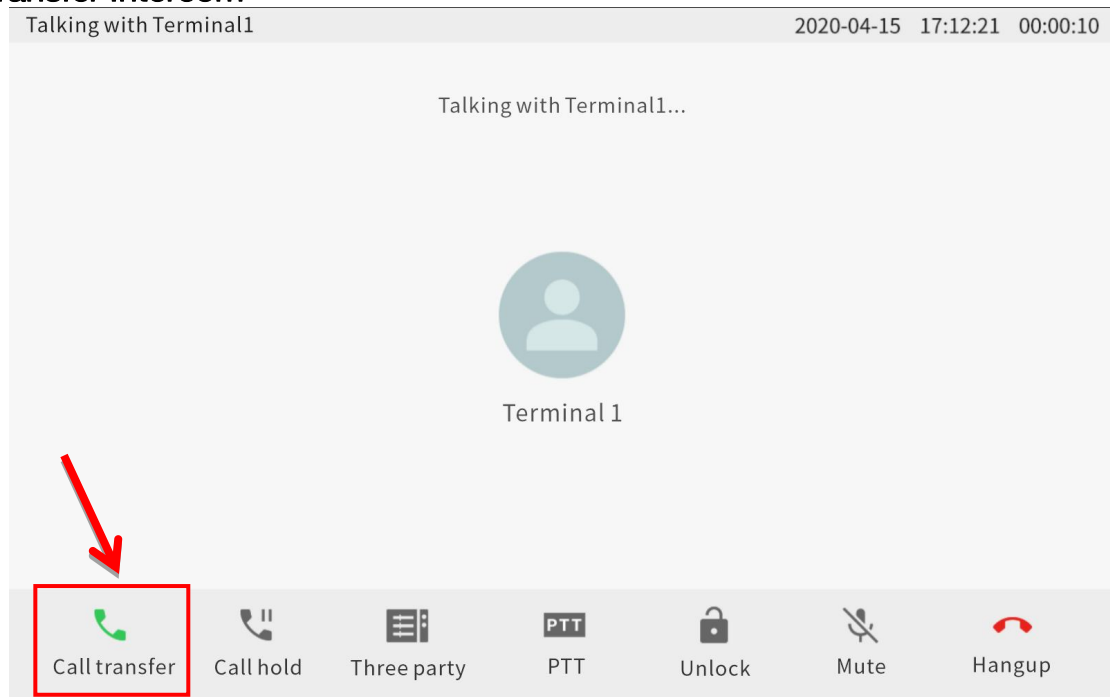 Talking with Terminal1 2020-04-15 17:12:21 00:00:10
Talking with Terminal1...
Terminal 1
PTT
Call transfer Call hold Three party PTT Unlock Mute Hangup